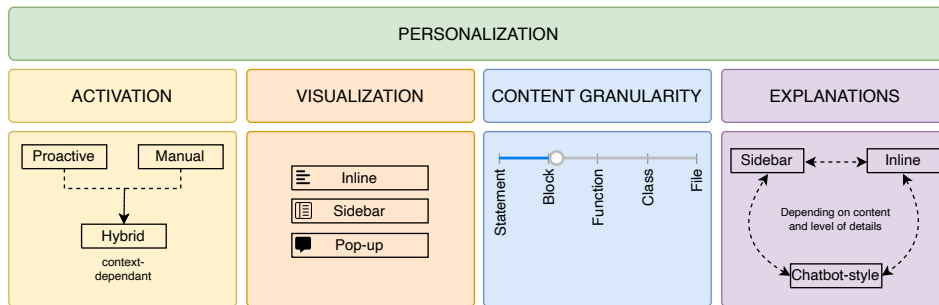 PERSONALIZATION
ACTIVATION
VISUALIZATION
CONTENT GRANULARITY
EXPLANATIONS
Proactive
Manual
Hybrid
context-
dependant
Inline
Sidebar
Pop-up
Statement
Block
Function
Class
File
Sidebar
Inline
Depending on content
and level of details
Chatbot-style